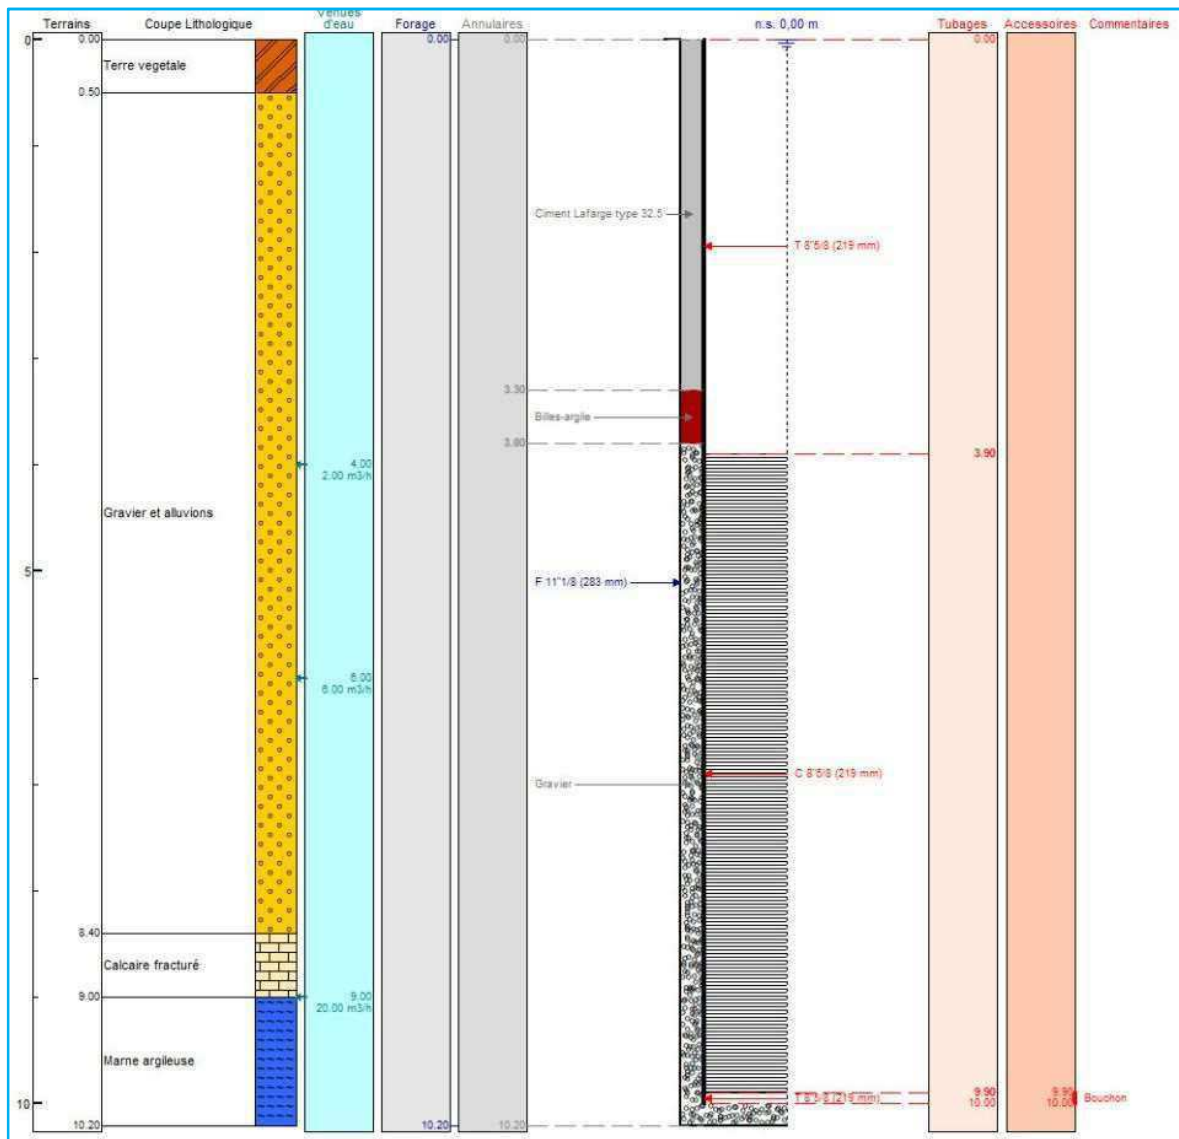 Terrains Coupe Lithologique Venues d'eau Forage Annulaires n.s. 0,00 m Tubages Accessoires Commentaires
0 0.00 0.00 0.00 0.00
Terre vegetale
0.50
Ciment Lafarge type 32.5
T 8"5/8 (219 mm)
3.30
Billes-argile
3.80
3.90
4.00
2.00 m3/h
Gravier et alluvions
5
F 11"1/8 (283 mm)
6.00
6.00 m3/h
C 8"5/8 (219 mm)
Gravier
8.40
Calcaire fracturé
9.00 9.00
20.00 m3/h
Marne argileuse
9.90 9.90
T 8"5/8 (219 mm) Bouchon
10 10.00 10.00
10.20 10.20 10.20